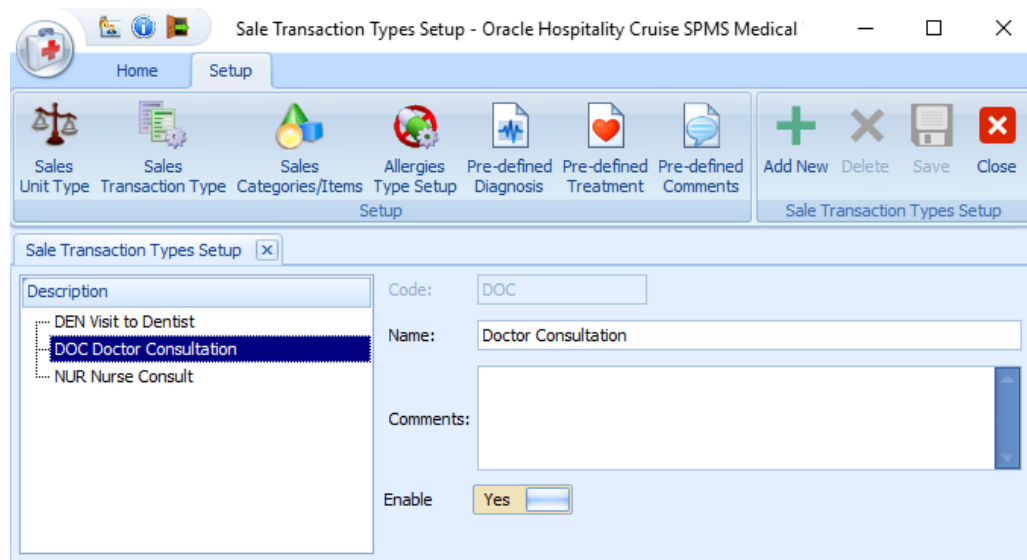 Sale Transaction Types Setup - Oracle Hospitality Cruise SPMS Medical
Home Setup
Sales Unit Type
Sales Transaction Type
Sales Categories/Items
Allergies Type Setup
Pre-defined Diagnosis
Pre-defined Treatment
Pre-defined Comments
Add New
Delete
Save
Close
Setup
Sale Transaction Types Setup
Sale Transaction Types Setup
Description
DEN Visit to Dentist
DOC Doctor Consultation
NUR Nurse Consult
Code: DOC
Name: Doctor Consultation
Comments:
Enable Yes